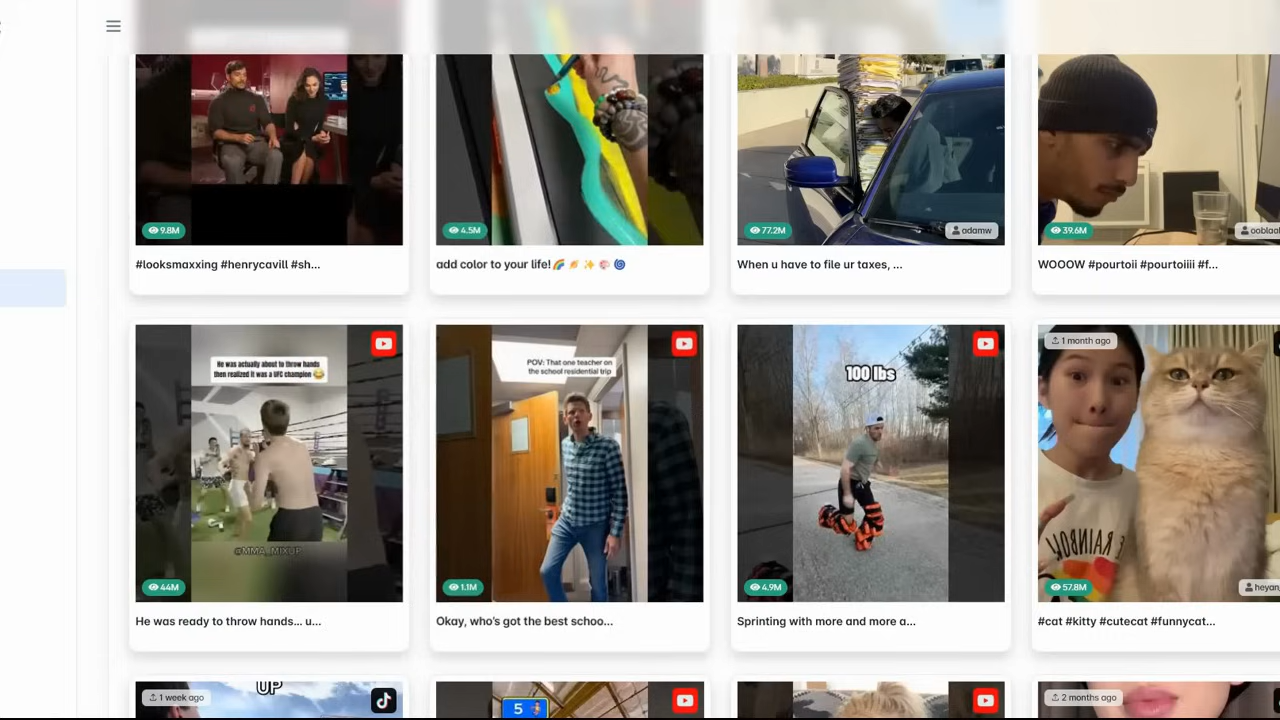 9.8M
4.5M
77.2M
adamw
39.6M
#looksmaxxing #henrycavill #sh...
add color to your life!🌈 🍠 ✨ 🐚 🌀
When u have to file ur taxes, ...
WOOOW #pourtoii #pourtoiiii #f...
He was actually about to throw hands
then realized it was a UFC champion 😂
@MMA_MIXUP
44M
POV: That one teacher on
the school residential trip
1.1M
100 lbs
4.9M
1 month ago
RAINBOW
57.8M
heyan
He was ready to throw hands... u...
Okay, who's got the best schoo...
Sprinting with more and more a...
#cat #kitty #cutecat #funnycat...
1 week ago
UP
5
2 months ago